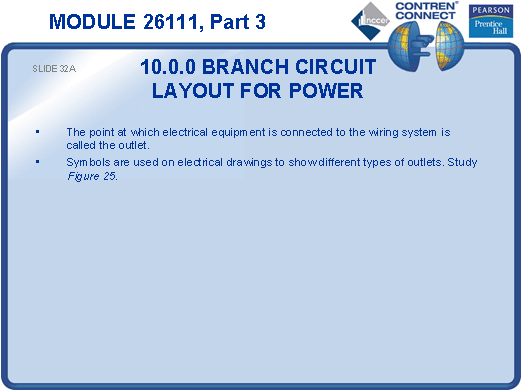 MODULE 26111, Part 3
nccer
CONTREN®
CONNECT
PEARSON
Prentice
Hall
SLIDE 32A
10.0.0 BRANCH CIRCUIT
LAYOUT FOR POWER
• The point at which electrical equipment is connected to the wiring system is
called the outlet.
• Symbols are used on electrical drawings to show different types of outlets. Study
Figure 25.